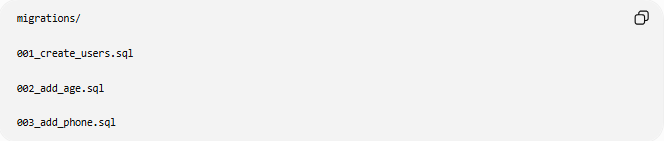 migrations/
001_create_users.sql
002_add_age.sql
003_add_phone.sql